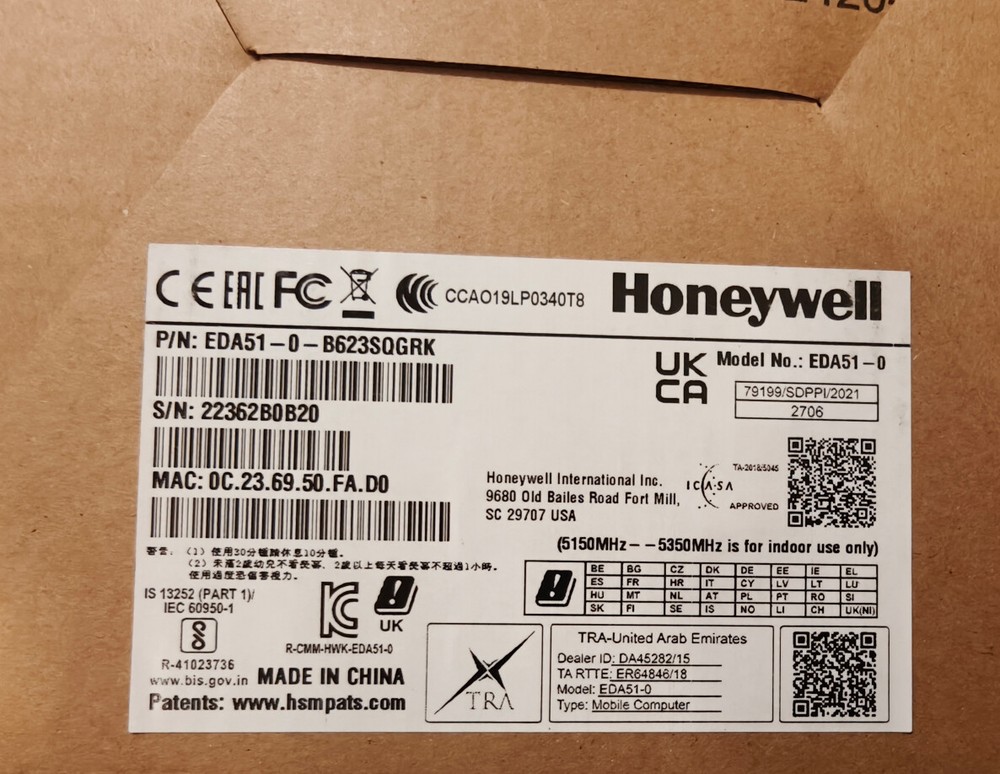 CE EAC FC CCAO19LP0340T8 Honeywell
P/N: EDA51-0-B623SQGRK
UK CA Model No.: EDA51-0
79199/SDPPI/2021
2706
S/N: 22362B0B20
MAC: 0C.23.69.50.FA.D0
Honeywell International Inc.
9680 Old Bailes Road Fort Mill,
SC 29707 USA
ICASA TA-2018/5045
APPROVED
(5150MHz--5350MHz is for indoor use only)
警告: (1) 使用30分鐘請休息10分鐘。
(2) 未滿2歲幼兒不看螢幕，2歲以上每天看螢幕不超過1小時。
使用過度恐傷害視力。
BE BG CZ DK DE EE IE EL
ES FR HR IT CY LV LT LU
HU MT NL AT PL PT RO SI
SK FI SE IS NO LI CH UK(NI)
IS 13252 (PART 1)/
IEC 60950-1
UK
R-CMM-HWK-EDA51-0
R-41023736
www.bis.gov.in MADE IN CHINA
Patents: www.hsmpats.com
TRA
TRA-United Arab Emirates
Dealer ID: DA45282/15
TA RTTE: ER64846/18
Model: EDA51-0
Type: Mobile Computer